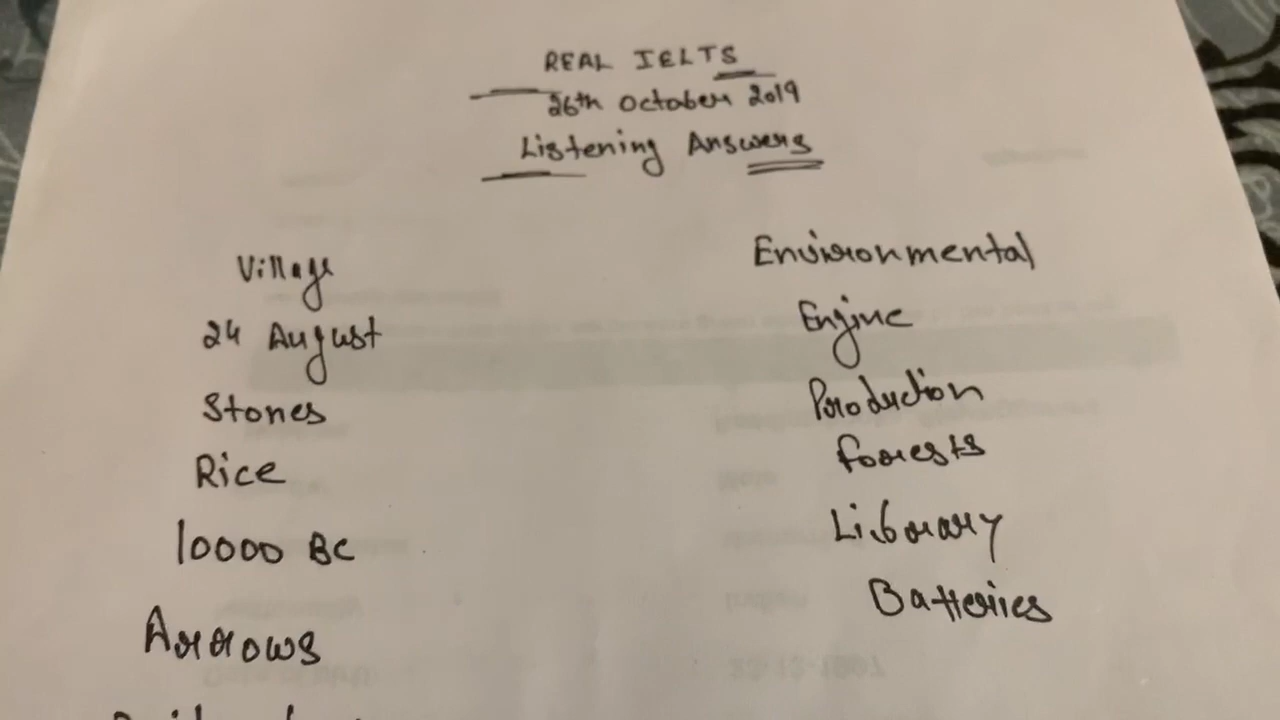 REAL IELTS
26th October 2019
Listening Answers
Village
24 August
Stones
Rice
10000 BC
Arrows
Environmental
Engine
Production
forests
Library
Batteries